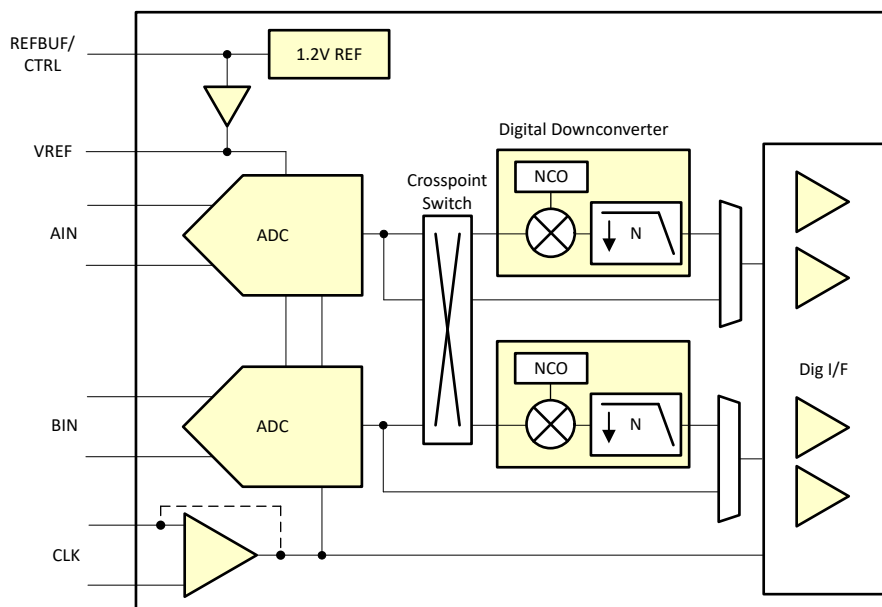 REFBUF/
CTRL
1.2V REF
VREF
Digital Downconverter
NCO
Crosspoint
Switch
AIN
ADC
N
NCO
Dig I/F
BIN
ADC
N
CLK